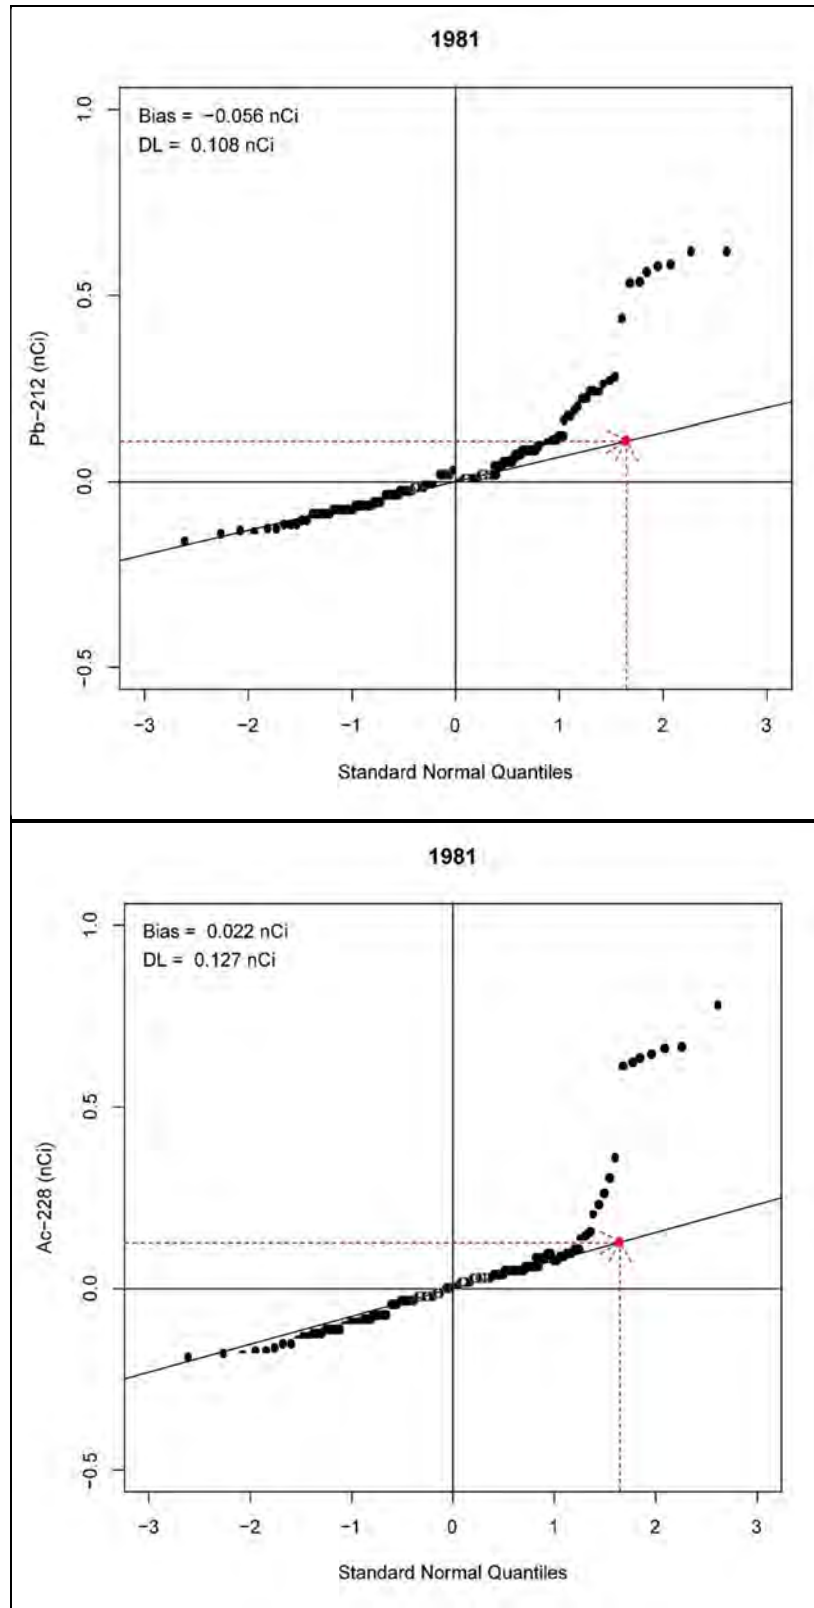 1981
Bias = −0.056 nCi
DL = 0.108 nCi
1.0
0.5
0.0
−0.5
Pb−212 (nCi)
−3 −2 −1 0 1 2 3
Standard Normal Quantiles
1981
Bias = 0.022 nCi
DL = 0.127 nCi
1.0
0.5
0.0
−0.5
Ac−228 (nCi)
−3 −2 −1 0 1 2 3
Standard Normal Quantiles